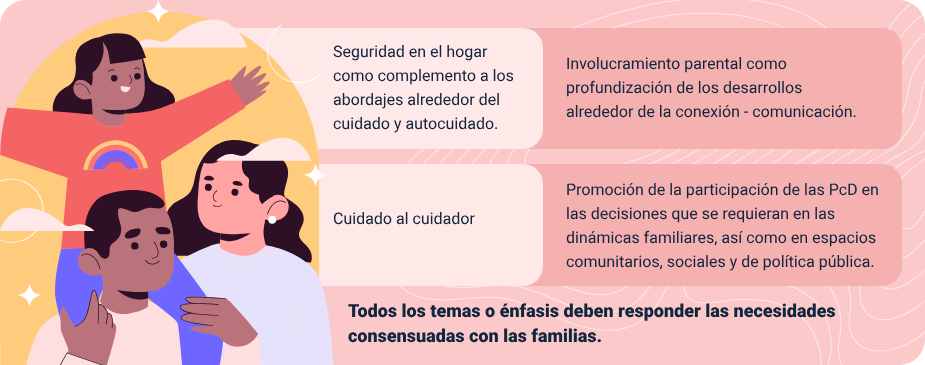 Seguridad en el hogar
como complemento a los
abordajes alrededor del
cuidado y autocuidado.
Involucramiento parental como
profundización de los desarrollos
alrededor de la conexión - comunicación.
Cuidado al cuidador
Promoción de la participación de las PcD en
las decisiones que se requieran en las
dinámicas familiares, así como en espacios
comunitarios, sociales y de política pública.
Todos los temas o énfasis deben responder las necesidades
consensuadas con las familias.